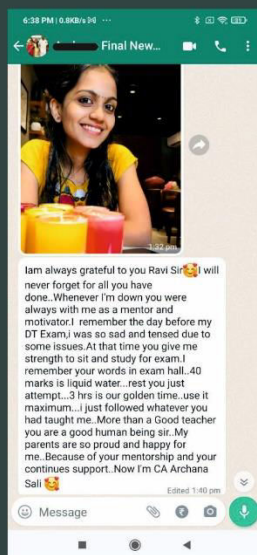 6:38 PM | 0.8KB/s
Final New...
1:32 pm
Iam always grateful to you Ravi Sir🥰I will
never forget for all you have
done..Whenever I'm down you were
always with me as a mentor and
motivator.I remember the day before my
DT Exam,i was so sad and tensed due to
some issues.At that time you give me
strength to sit and study for exam.I
remember your words in exam hall..40
marks is liquid water...rest you just
attempt...3 hrs is our golden time..use it
maximum...i just followed whatever you
had taught me..More than a Good teacher
you are a good human being sir..My
parents are so proud and happy for
me..Because of your mentorship and your
continues support..Now I'm CA Archana
Sali 🥰
Edited 1:40 pm
Message